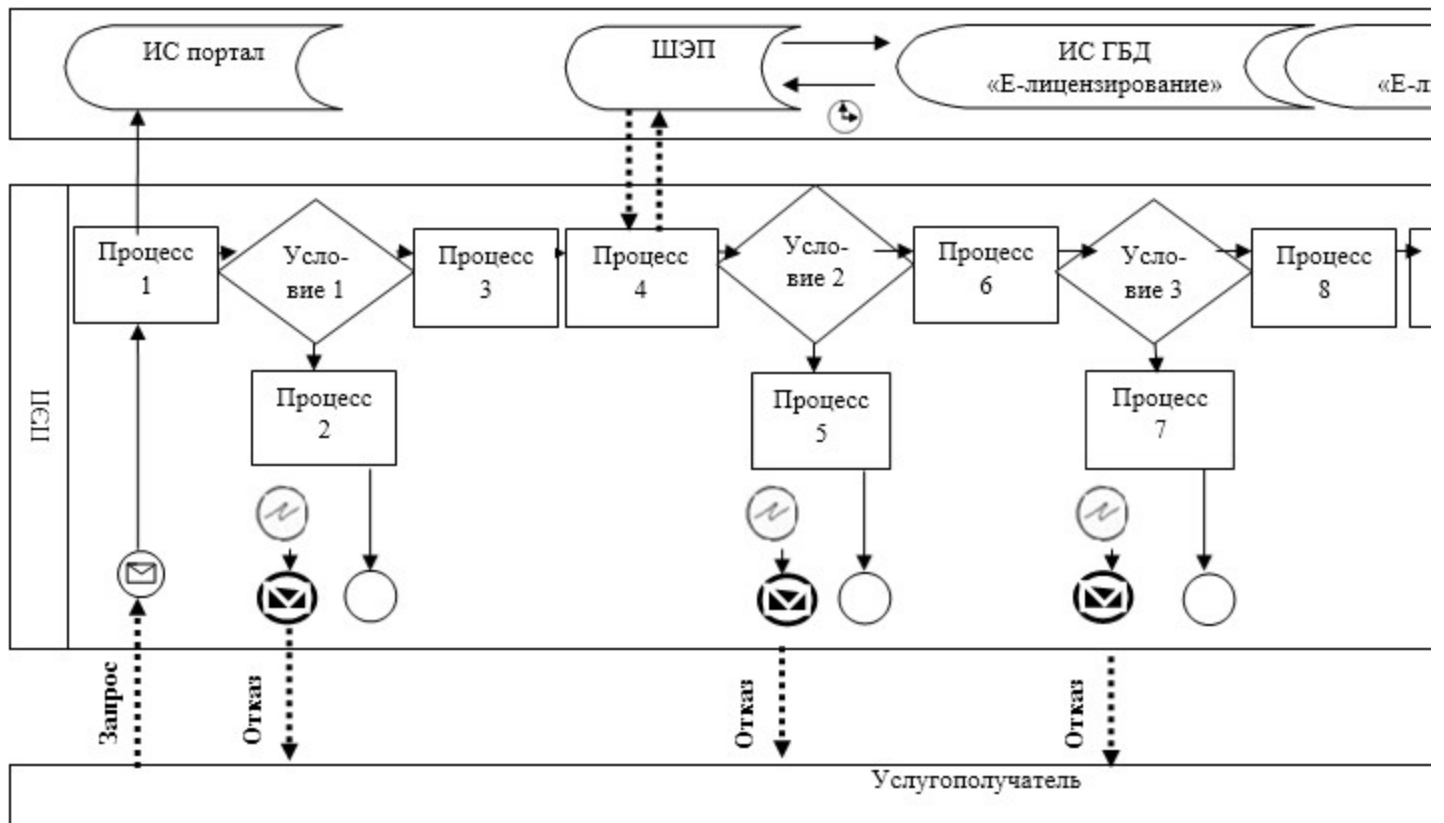 ИС портал
ШЭП
ИС ГБД
«Е-лицензирование»
«Е-л
Процесс
1
Усло-
вие 1
Процесс
3
Процесс
4
Усло-
вие 2
Процесс
6
Усло-
вие 3
Процесс
8
Процесс
2
Процесс
5
Процесс
7
ПЭП
Запрос
Отказ
Отказ
Отказ
Услугополучатель